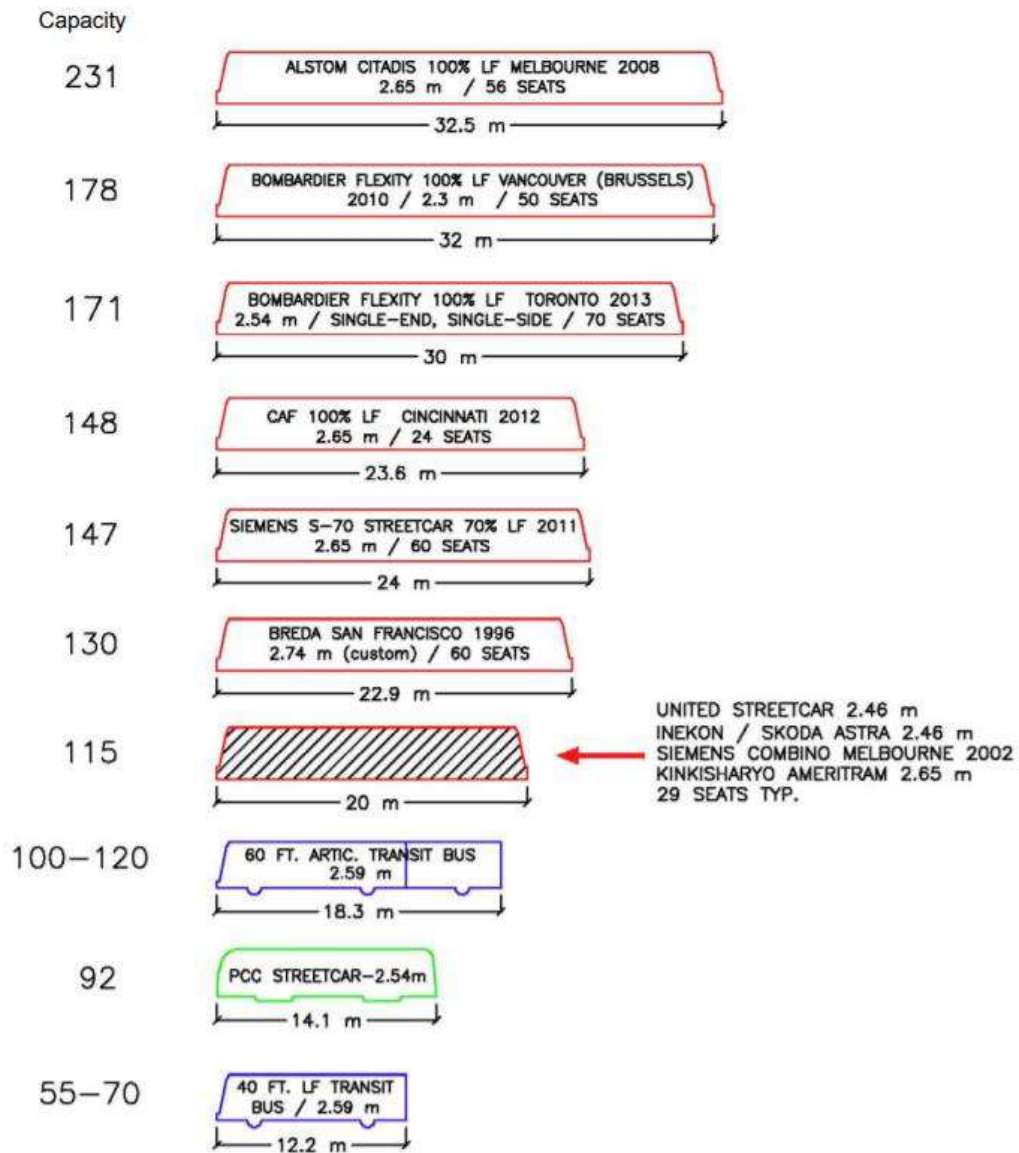 Capacity
231
ALSTOM CITADIS 100% LF MELBOURNE 2008
2.65 m / 56 SEATS
32.5 m
178
BOMBARDIER FLEXITY 100% LF VANCOUVER (BRUSSELS)
2010 / 2.3 m / 50 SEATS
32 m
171
BOMBARDIER FLEXITY 100% LF TORONTO 2013
2.54 m / SINGLE-END, SINGLE-SIDE / 70 SEATS
30 m
148
CAF 100% LF CINCINNATI 2012
2.65 m / 24 SEATS
23.6 m
147
SIEMENS S-70 STREETCAR 70% LF 2011
2.65 m / 60 SEATS
24 m
130
BREDA SAN FRANCISCO 1996
2.74 m (custom) / 60 SEATS
22.9 m
115
20 m
UNITED STREETCAR 2.46 m
INEKON / SKODA ASTRA 2.46 m
SIEMENS COMBINO MELBOURNE 2002
KINKISHARYO AMERITRAM 2.65 m
29 SEATS TYP.
100-120
60 FT. ARTIC. TRANSIT BUS
2.59 m
18.3 m
92
PCC STREETCAR-2.54m
14.1 m
55-70
40 FT. LF TRANSIT
BUS / 2.59 m
12.2 m